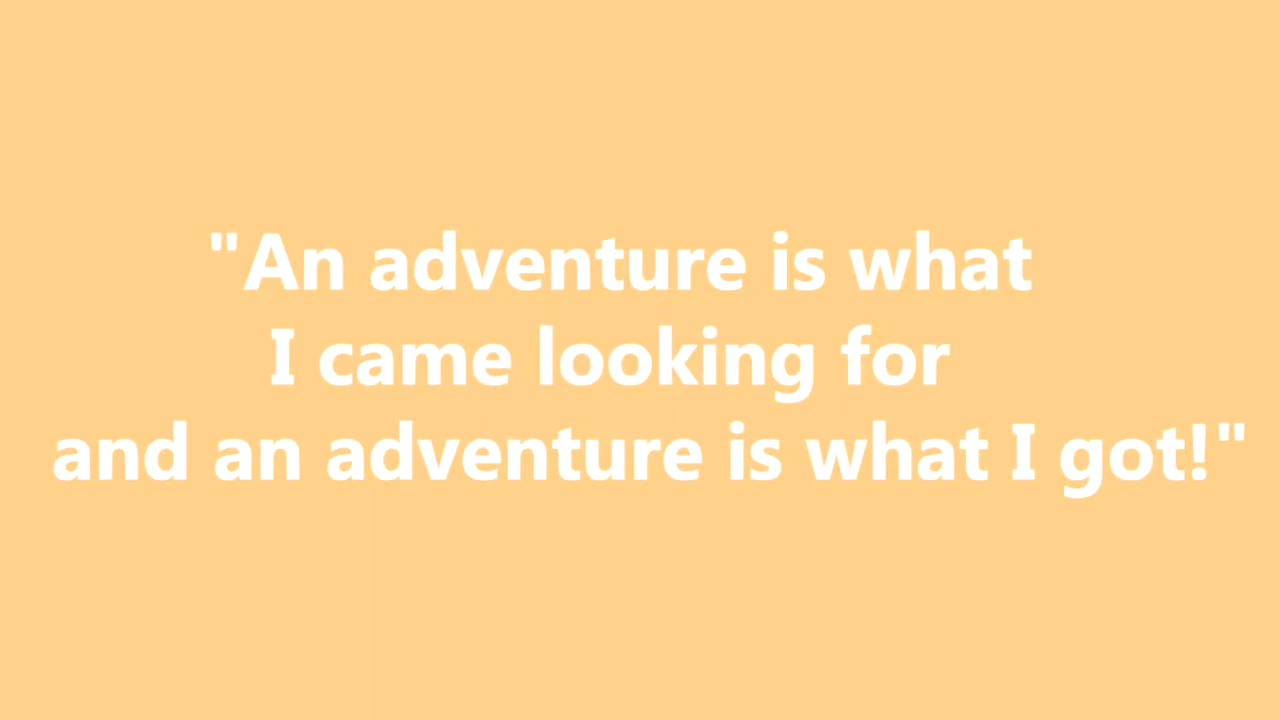 "An adventure is what
I came looking for
and an adventure is what I got!"